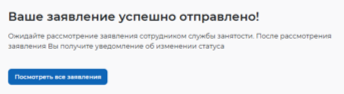 Ваше заявление успешно отправлено!
Ожидайте рассмотрение заявления сотрудником службы занятости. После рассмотрения
заявления Вы получите уведомление об изменении статуса
Посмотреть все заявления